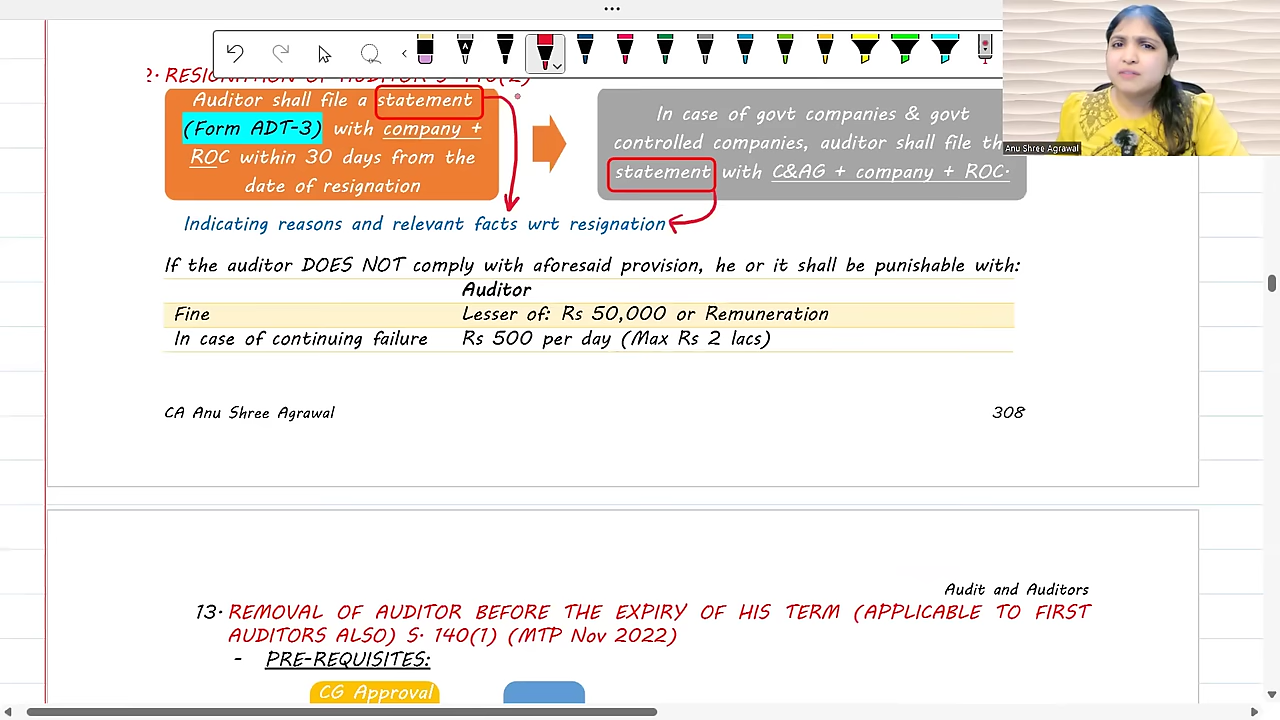 Anu Shree Agrawal
2. RESIGNATION OF AUDITOR S. 140(2)
Auditor shall file a statement
(Form ADT-3) with company +
ROC within 30 days from the
date of resignation
In case of govt companies & govt
controlled companies, auditor shall file th
statement with C&AG + company + ROC.
Indicating reasons and relevant facts wrt resignation
If the auditor DOES NOT comply with aforesaid provision, he or it shall be punishable with:
Auditor
Fine Lesser of: Rs 50,000 or Remuneration
In case of continuing failure Rs 500 per day (Max Rs 2 lacs)
CA Anu Shree Agrawal 308
Audit and Auditors
13. REMOVAL OF AUDITOR BEFORE THE EXPIRY OF HIS TERM (APPLICABLE TO FIRST
AUDITORS ALSO) S. 140(1) (MTP Nov 2022)
- PRE-REQUISITES:
CG Approval